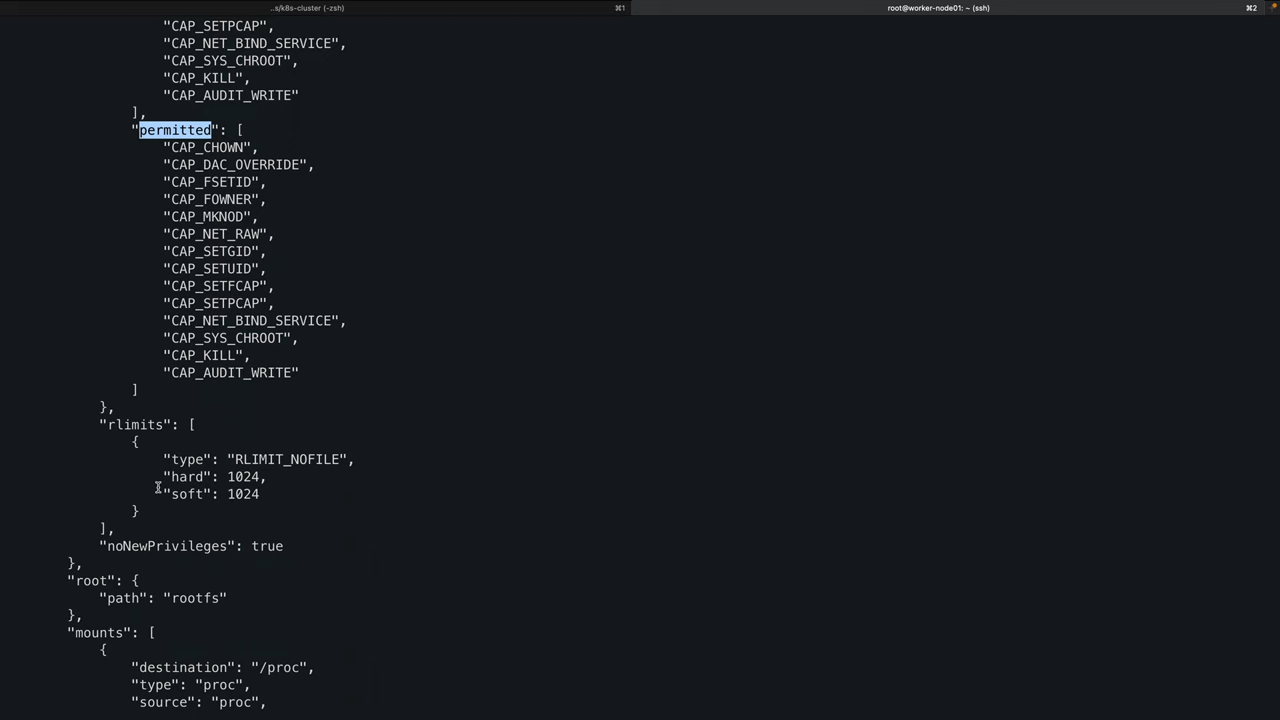 ..s/k8s-cluster (-zsh) ⌘1 root@worker-node01: ~ (ssh) ⌘2
"CAP_SETPCAP",
"CAP_NET_BIND_SERVICE",
"CAP_SYS_CHROOT",
"CAP_KILL",
"CAP_AUDIT_WRITE"
],
"permitted": [
"CAP_CHOWN",
"CAP_DAC_OVERRIDE",
"CAP_FSETID",
"CAP_FOWNER",
"CAP_MKNOD",
"CAP_NET_RAW",
"CAP_SETGID",
"CAP_SETUID",
"CAP_SETFCAP",
"CAP_SETPCAP",
"CAP_NET_BIND_SERVICE",
"CAP_SYS_CHROOT",
"CAP_KILL",
"CAP_AUDIT_WRITE"
]
},
"rlimits": [
{
"type": "RLIMIT_NOFILE",
"hard": 1024,
"soft": 1024
}
],
"noNewPrivileges": true
},
"root": {
"path": "rootfs"
},
"mounts": [
{
"destination": "/proc",
"type": "proc",
"source": "proc",